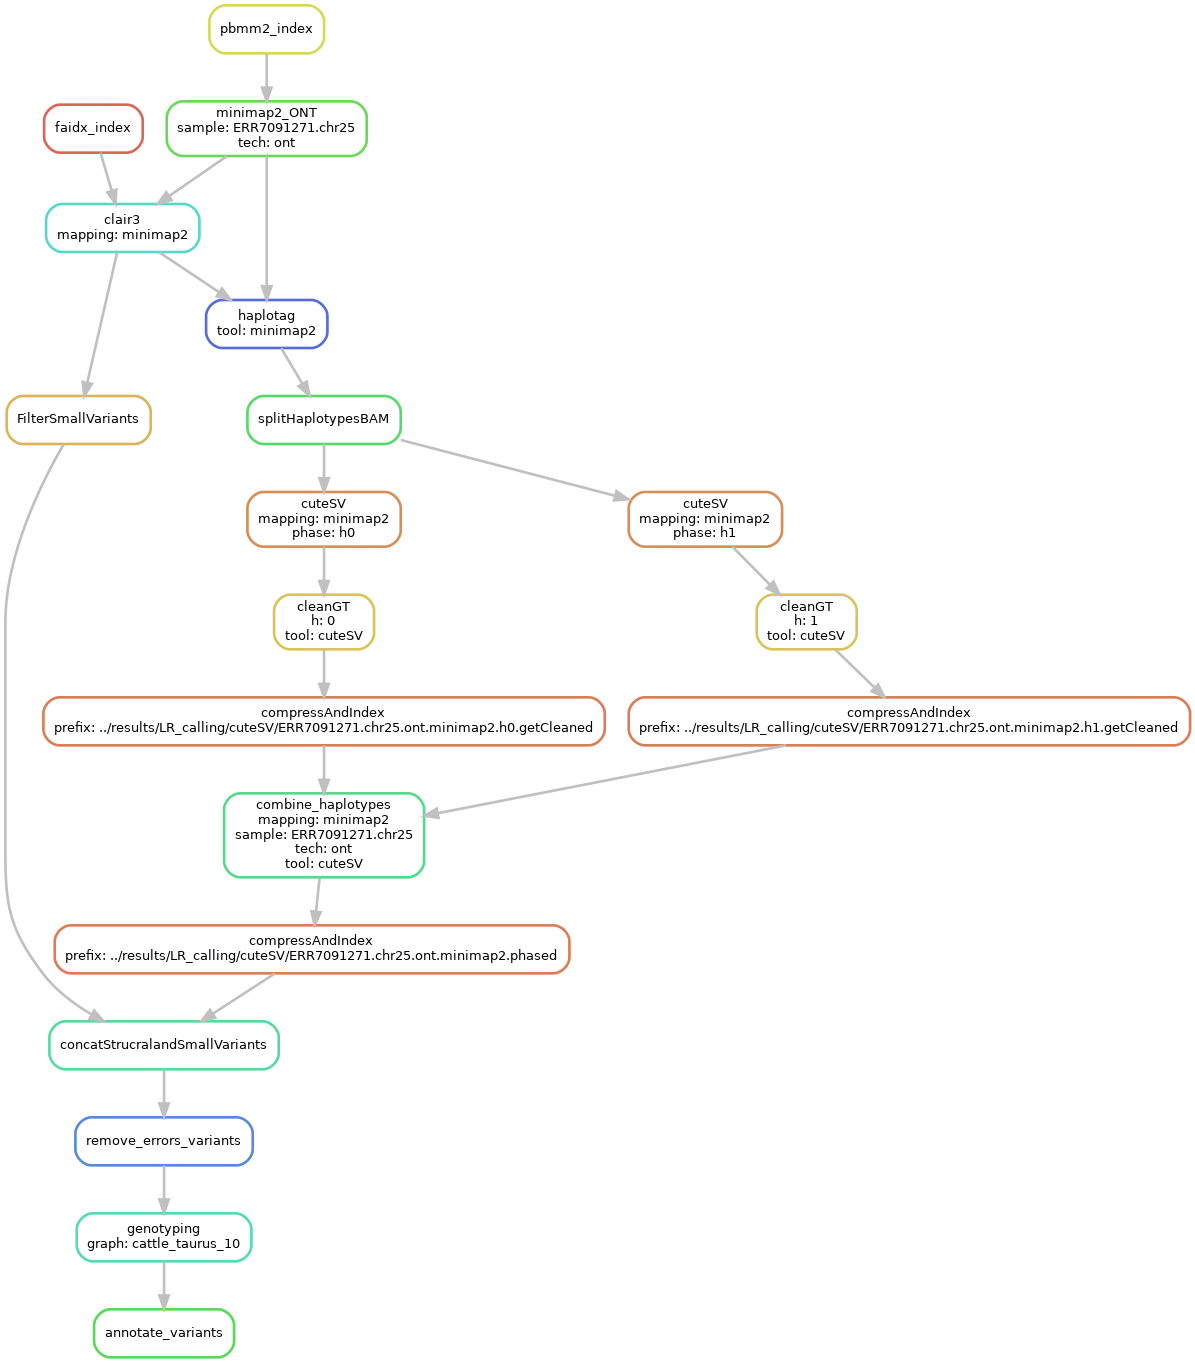 pbmm2_index
faidx_index
minimap2_ONT
sample: ERR7091271.chr25
tech: ont
clair3
mapping: minimap2
haplotag
tool: minimap2
FilterSmallVariants
splitHaplotypesBAM
cuteSV
mapping: minimap2
phase: h0
cuteSV
mapping: minimap2
phase: h1
cleanGT
h: 0
tool: cuteSV
cleanGT
h: 1
tool: cuteSV
compressAndIndex
prefix: ../results/LR_calling/cuteSV/ERR7091271.chr25.ont.minimap2.h0.getCleaned
compressAndIndex
prefix: ../results/LR_calling/cuteSV/ERR7091271.chr25.ont.minimap2.h1.getCleaned
combine_haplotypes
mapping: minimap2
sample: ERR7091271.chr25
tech: ont
tool: cuteSV
compressAndIndex
prefix: ../results/LR_calling/cuteSV/ERR7091271.chr25.ont.minimap2.phased
concatStrucralandSmallVariants
remove_errors_variants
genotyping
graph: cattle_taurus_10
annotate_variants